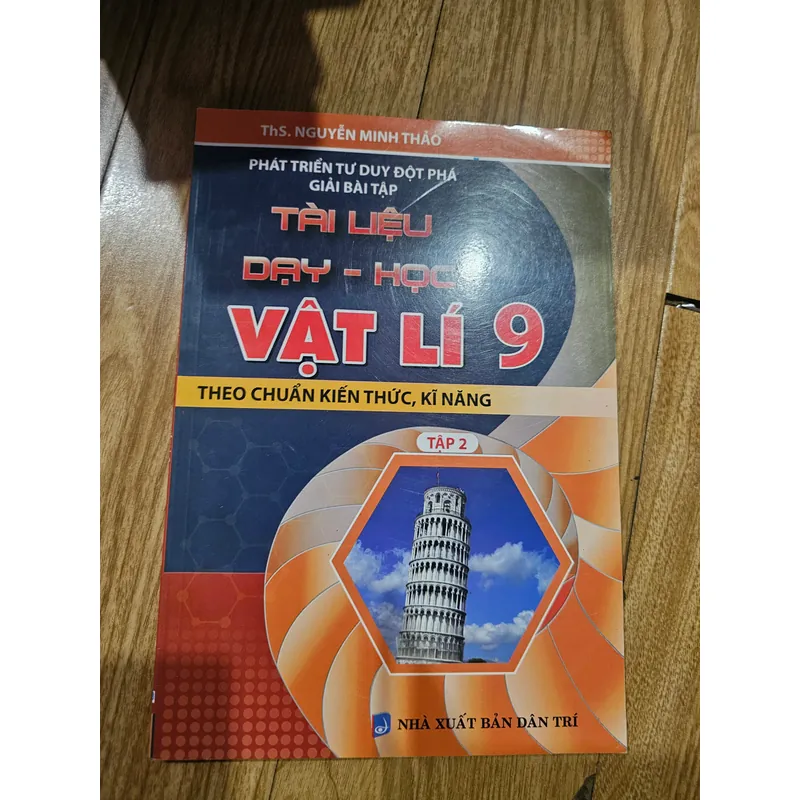 ThS. NGUYỄN MINH THẢO
PHÁT TRIỂN TƯ DUY ĐỘT PHÁ
GIẢI BÀI TẬP
TÀI LIỆU
DẠY - HỌC
VẬT LÍ 9
THEO CHUẨN KIẾN THỨC, KĨ NĂNG
TẬP 2
NHÀ XUẤT BẢN DÂN TRÍ